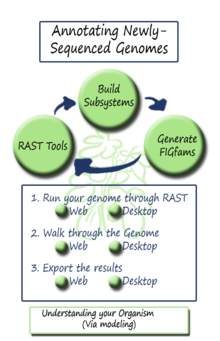 Annotating Newly-
Sequenced Genomes
Build
Subsystems
RAST Tools
Generate
FIGfams
1. Run your genome through RAST
Web Desktop
2. Walk through the Genome
Web Desktop
3. Export the results
Web Desktop
Understanding your Organism
(Via modeling)